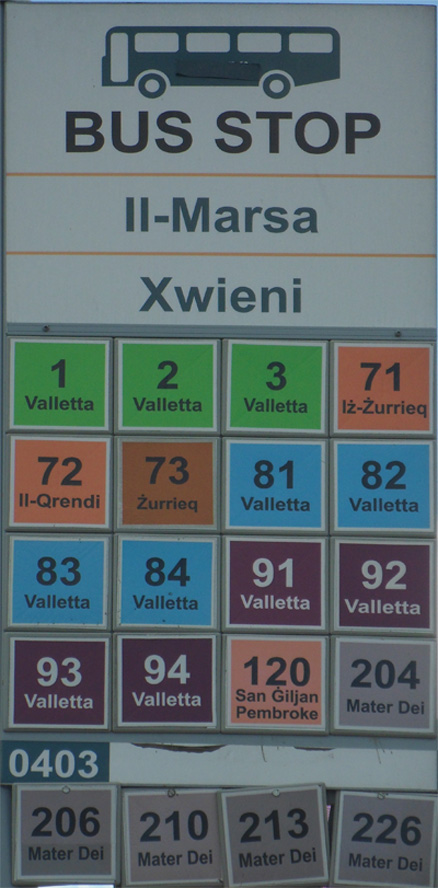 BUS STOP
Il-Marsa
Xwieni
1 2 3 71
Valletta Valletta Valletta Iż-Żurrieq
72 73 81 82
Il-Qrendi Żurrieq Valletta Valletta
83 84 91 92
Valletta Valletta Valletta Valletta
93 94 120 204
Valletta Valletta San Ġiljan Pembroke Mater Dei
0403
206 210 213 226
Mater Dei Mater Dei Mater Dei Mater Dei